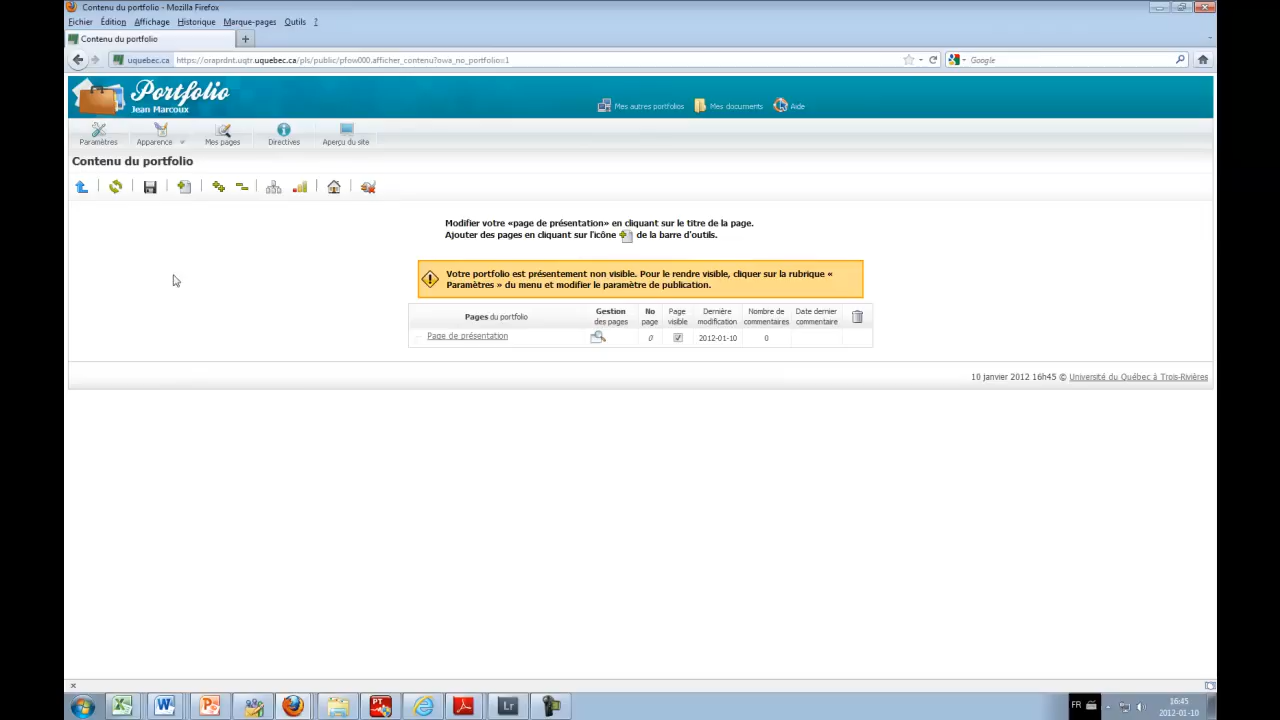 Contenu du portfolio - Mozilla Firefox
Fichier Édition Affichage Historique Marque-pages Outils ?
Contenu du portfolio
uquebec.ca https://oraprdnt.uqtr.uquebec.ca/pls/public/pfow000.afficher_contenu?owa_no_portfolio=1 Google
Portfolio
Jean Marcoux
Mes autres portfolios Mes documents Aide
Paramètres Apparence Mes pages Directives Aperçu du site
Contenu du portfolio
Modifier votre «page de présentation» en cliquant sur le titre de la page.
Ajouter des pages en cliquant sur l'icône de la barre d'outils.
Votre portfolio est présentement non visible. Pour le rendre visible, cliquer sur la rubrique «
Paramètres » du menu et modifier le paramètre de publication.
Pages du portfolio Gestion des pages No page Page visible Dernière modification Nombre de commentaires Date dernier commentaire
Page de présentation 0 2012-01-10 0
10 janvier 2012 16h45 © Université du Québec à Trois-Rivières
FR 16:45
2012-01-10